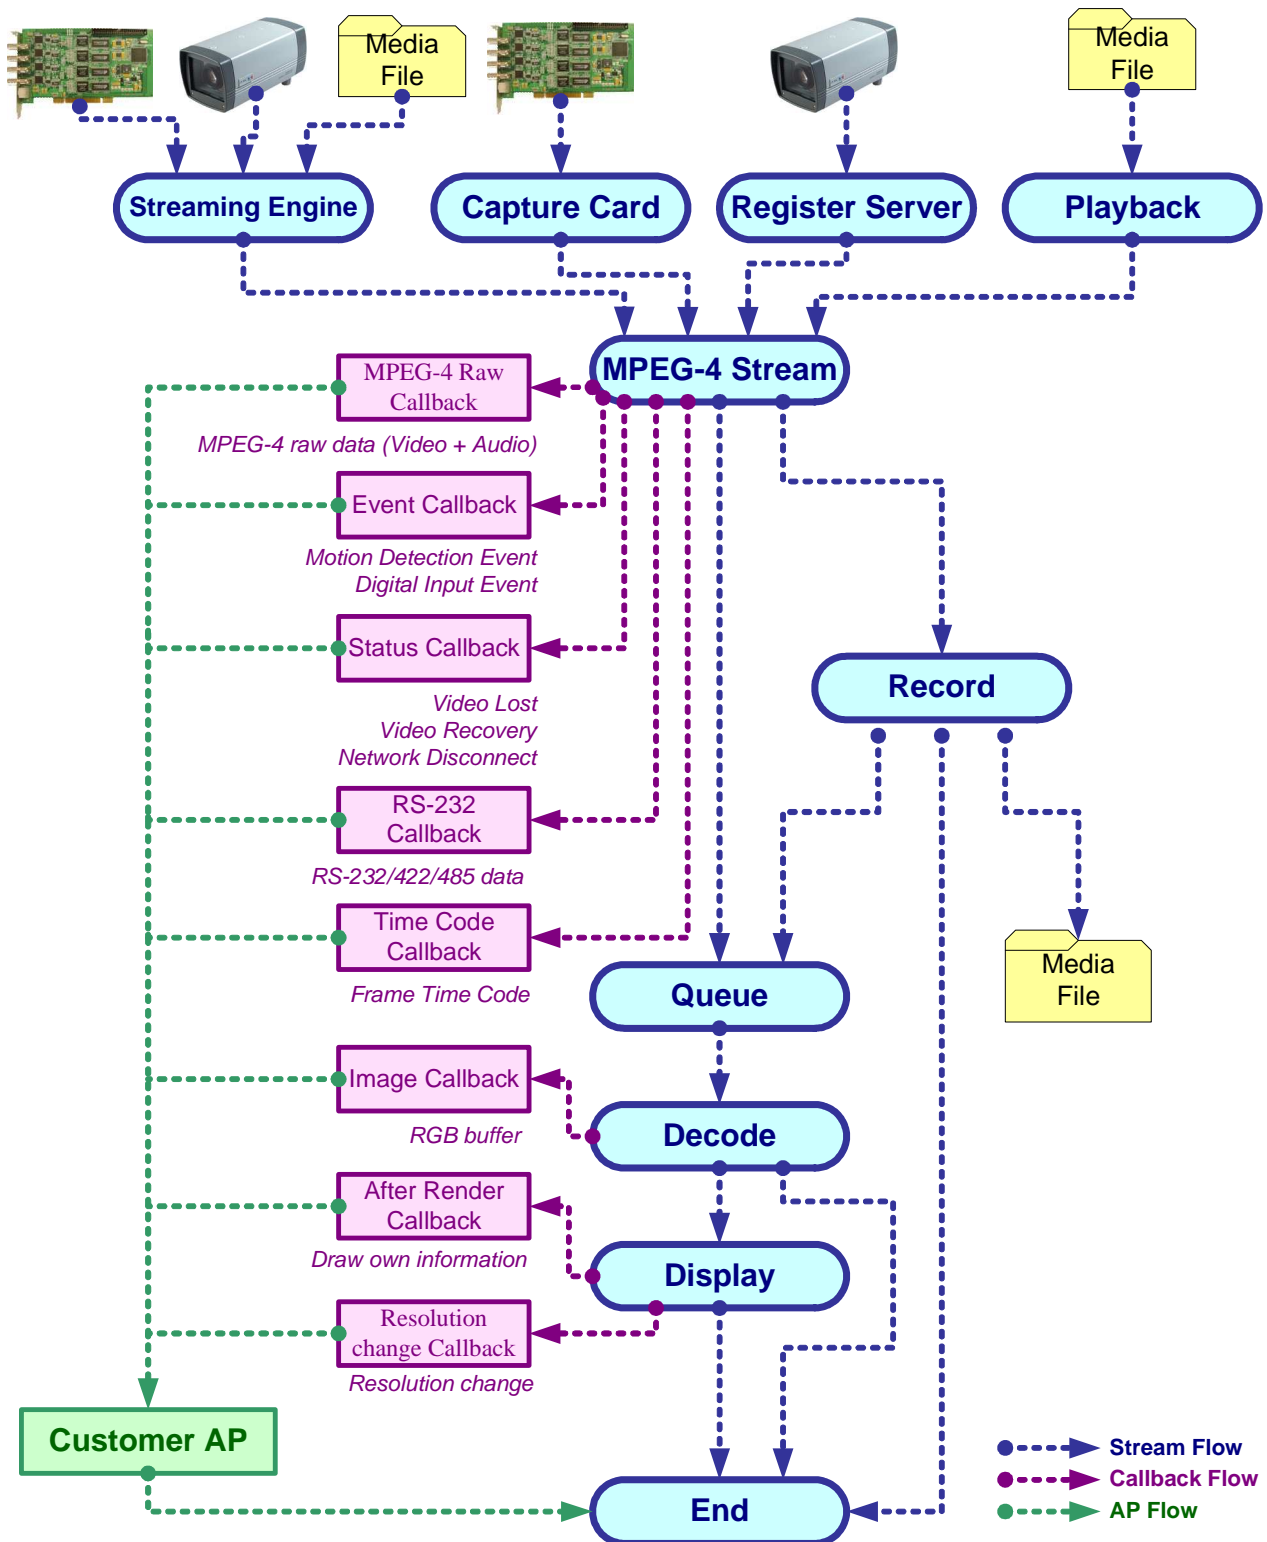 Media
File
Media
File
Streaming Engine
Capture Card
Register Server
Playback
MPEG-4 Stream
MPEG-4 Raw
Callback
MPEG-4 raw data (Video + Audio)
Event Callback
Motion Detection Event
Digital Input Event
Status Callback
Record
Video Lost
Video Recovery
Network Disconnect
RS-232
Callback
RS-232/422/485 data
Time Code
Callback
Frame Time Code
Media
File
Queue
Image Callback
RGB buffer
Decode
After Render
Callback
Draw own information
Display
Resolution
change Callback
Resolution change
Customer AP
End
Stream Flow
Callback Flow
AP Flow